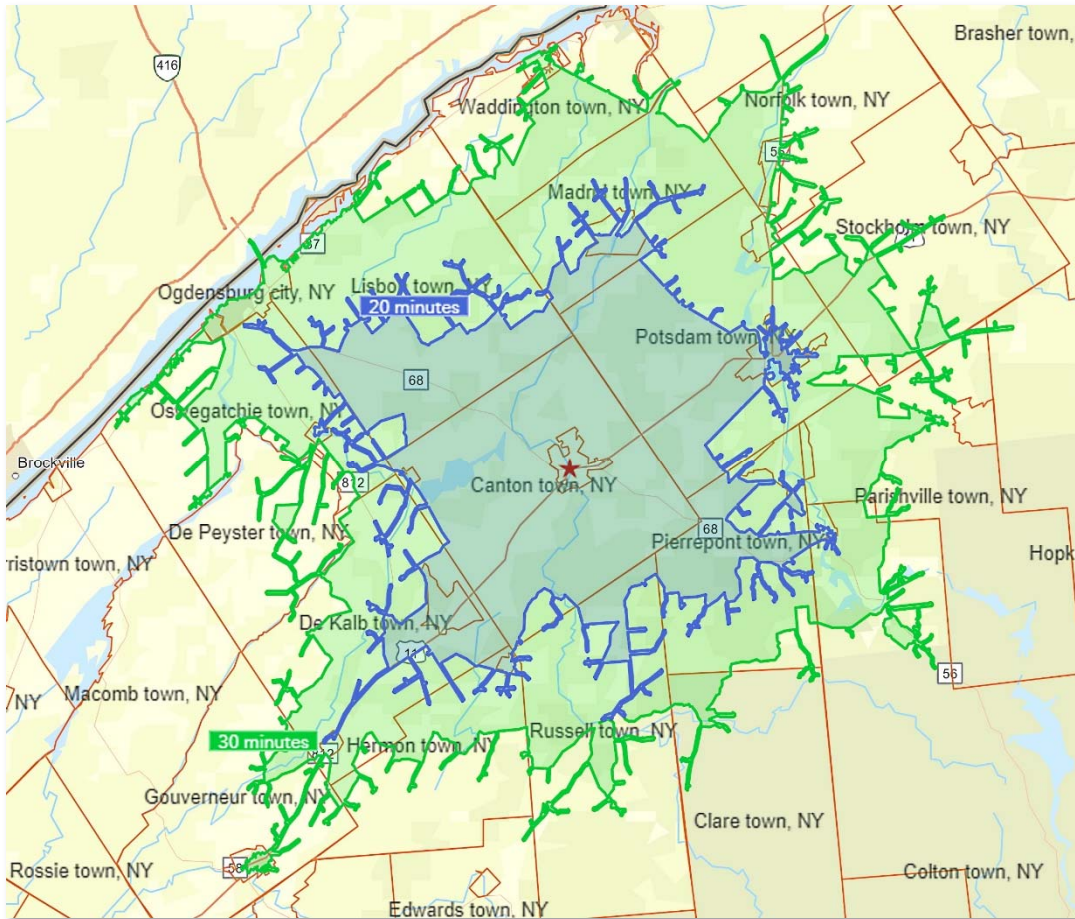 Brasher town,
416
Waddington town, NY
Norfolk town, NY
56
Madrid town, NY
Stockholm town, NY
37
Lisbon town, NY
Ogdensburg city, NY
20 minutes
Potsdam town, NY
68
Oswegatchie town, NY
Brockville
812
Canton town, NY
Parishville town, NY
68
De Peyster town, NY
Pierrepont town, NY
Hopk
rristown town, NY
De Kalb town, NY
11
56
NY
Macomb town, NY
Russell town, NY
30 minutes
812
Hermon town, NY
Gouverneur town, NY
Clare town, NY
58
Rossie town, NY
Colton town, NY
Edwards town, NY